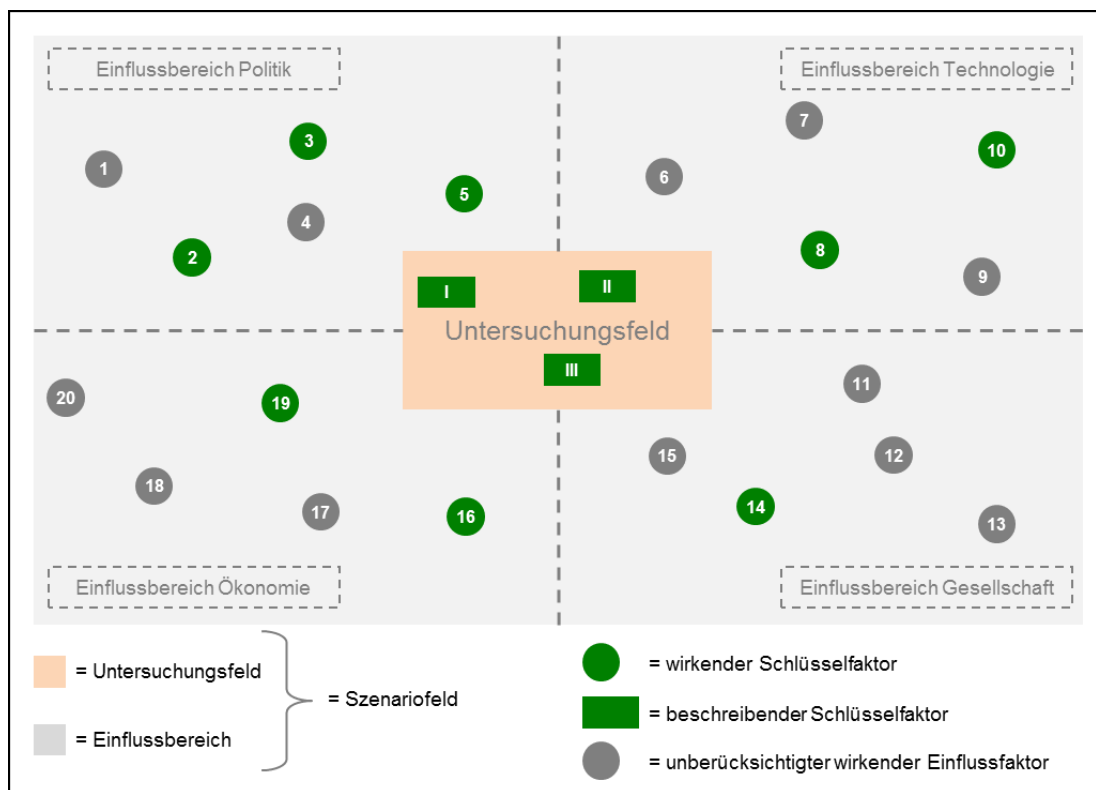 Einflussbereich Politik
Einflussbereich Technologie
1
2
3
4
5
6
7
8
9
10
I
II
Untersuchungsfeld
III
20
19
18
17
16
11
12
13
14
15
Einflussbereich Ökonomie
Einflussbereich Gesellschaft
= Untersuchungsfeld
= Einflussbereich
= Szenariofeld
= wirkender Schlüsselfaktor
= beschreibender Schlüsselfaktor
= unberücksichtigter wirkender Einflussfaktor